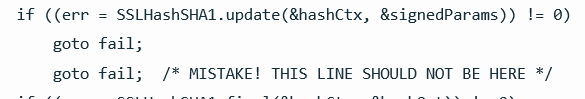 if ((err = SSLHashSHA1.update(&hashCtx, &signedParams)) != 0)
goto fail;
goto fail; /* MISTAKE! THIS LINE SHOULD NOT BE HERE */